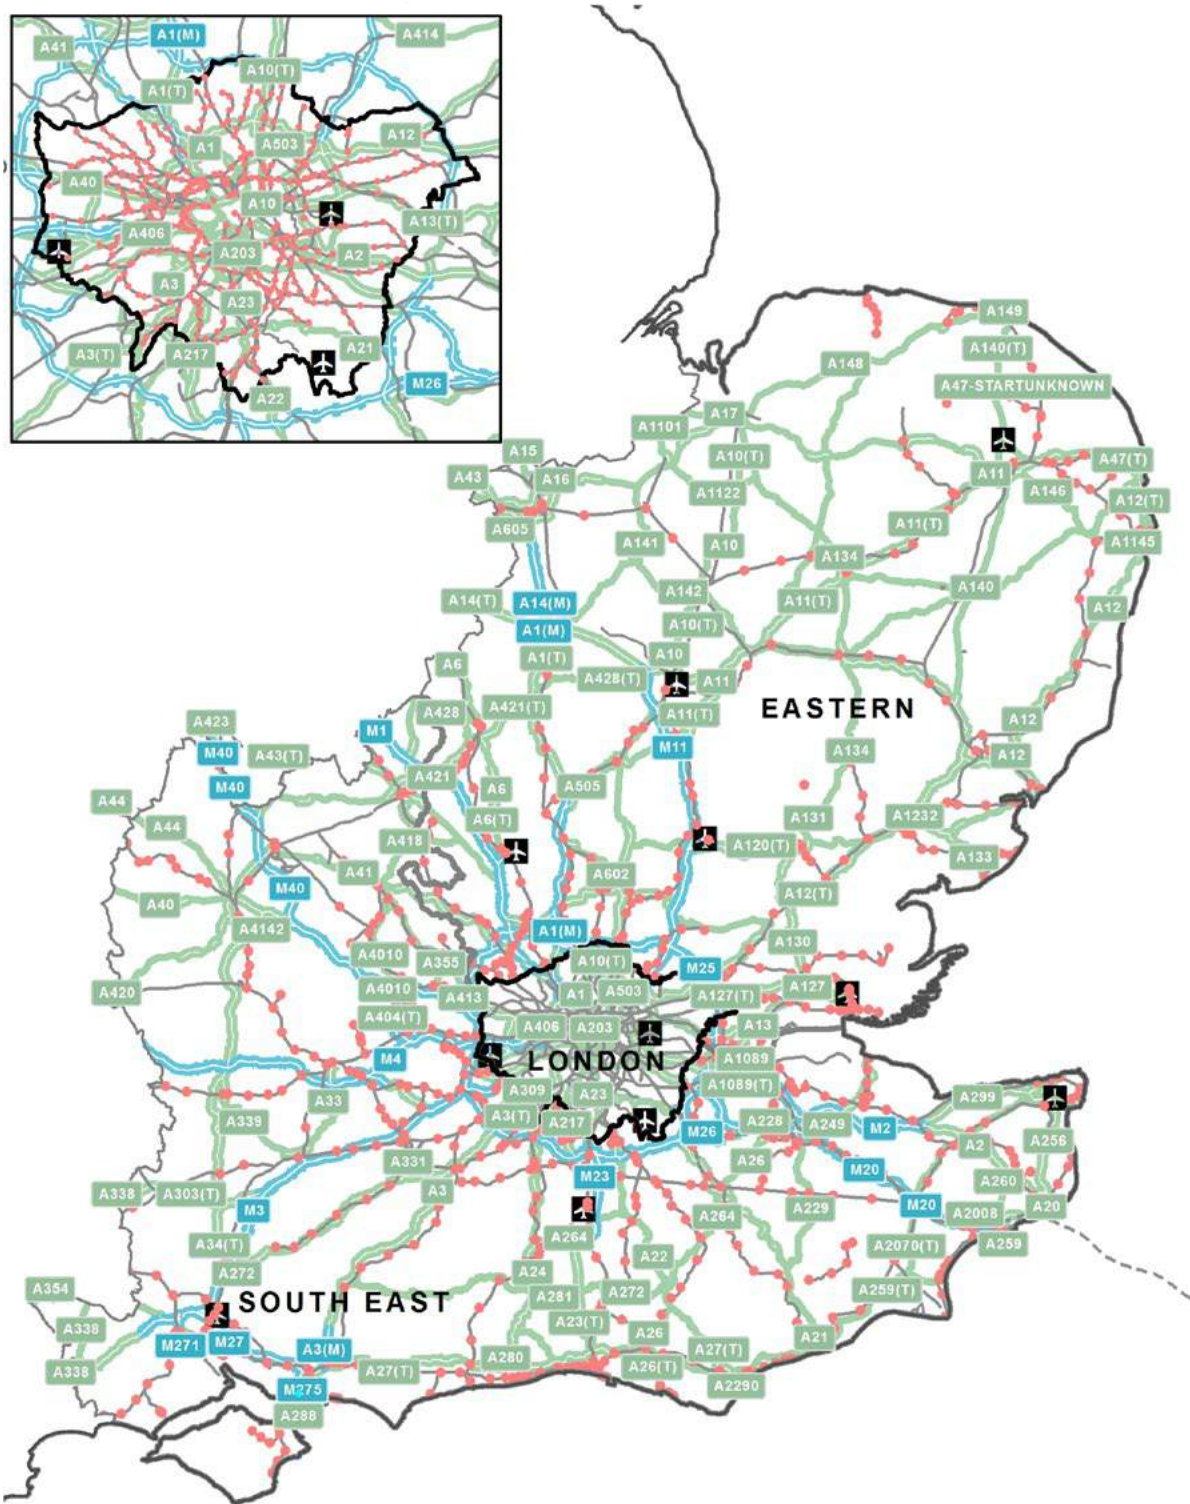 A1(M)
A414
A41
A10(T)
A1(T)
A12
A1
A503
A40
A10
A13(T)
A406
A203
A2
A3
A23
A3(T)
A217
A21
M26
A22
A149
A140(T)
A148
A47-STARTUNKNOWN
A17
A1101
A15
A10(T)
A47(T)
A43
A16
A11
A1122
A146
A12(T)
A605
A11(T)
A141
A10
A134
A1145
A142
A140
A14(T)
A14(M)
A11(T)
A12
A1(M)
A10(T)
A6
A1(T)
A10
A428(T)
A11
EASTERN
A428
A421(T)
A11(T)
A423
M1
A12
M40
A43(T)
M11
A134
A12
M40
A421
A6
A505
A44
A6(T)
A131
A1232
A44
A418
A120(T)
A133
A41
A602
M40
A12(T)
A40
A4142
A1(M)
A130
A4010
A355
A10(T)
M25
A420
A4010
A413
A1
A503
A127(T)
A127
A404(T)
A406
A203
A13
M4
LONDON
A1089
A309
A23
A1089(T)
A299
A33
A3(T)
A217
A228
A249
M2
A339
M26
A2
A256
A331
A26
M20
A338
A303(T)
A3
M23
A260
M3
A264
A229
M20
A2008
A20
A34(T)
A264
A2070(T)
A259
A272
A24
A22
A354
SOUTH EAST
A281
A272
A259(T)
A338
A23(T)
A26
A21
M271
M27
A3(M)
A280
A27(T)
A338
A27(T)
A26(T)
M275
A2290
A288